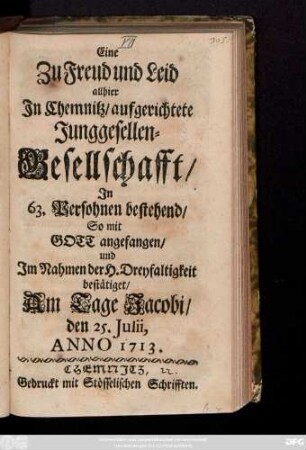 VII
305.
Eine
Zu Freud und Leid
allhier
In Chemnitz/ aufgerichtete
Junggesellen-
Gesellschafft/
In
63. Persohnen bestehend/
So mit
GOTT angefangen/
und
Im Nahmen der H. Dreyfaltigkeit
bestätiget/
Am Tage Jacobi/
den 25. Julii,
ANNO 1713.
CHEMNITZ,
Gedruckt mit Stösselischen Schrifften.